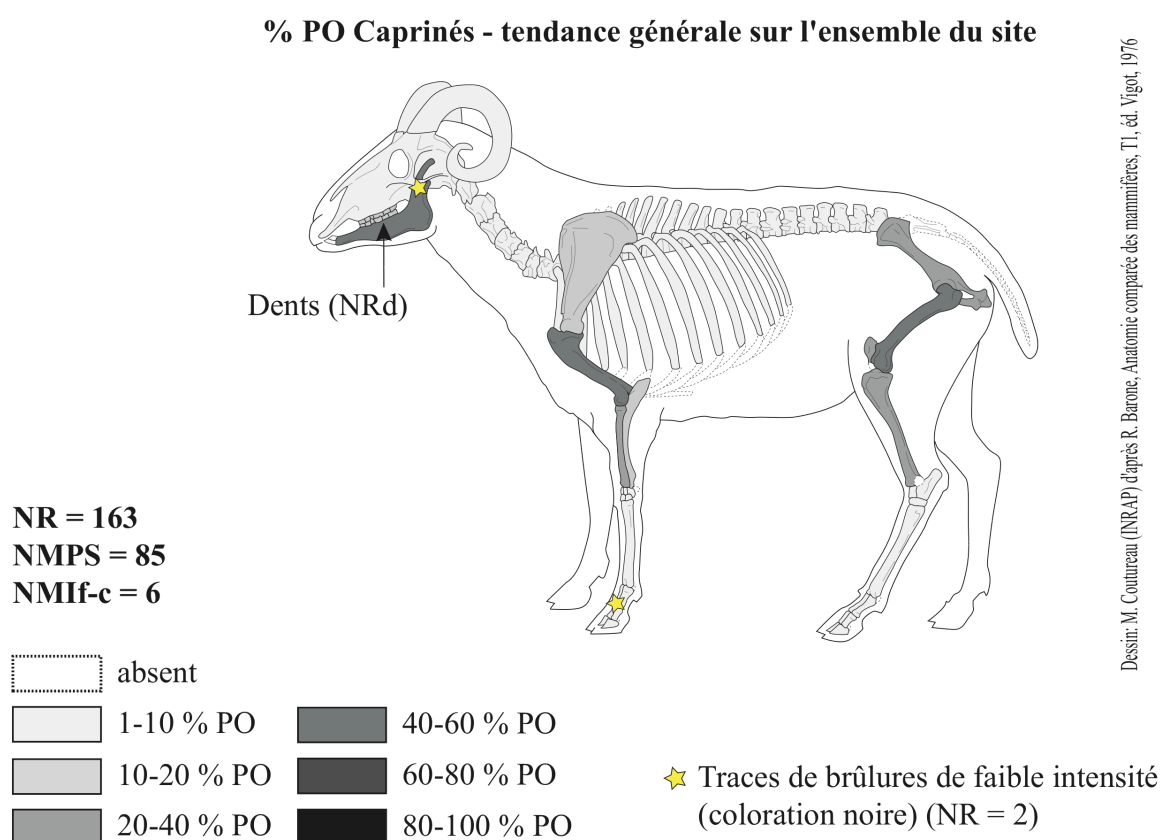 % PO Caprinés - tendance générale sur l'ensemble du site
Dents (NRd)
NR = 163
NMPS = 85
NMIf-c = 6
absent
1-10 % PO
10-20 % PO
20-40 % PO
40-60 % PO
60-80 % PO
80-100 % PO
Traces de brûlures de faible intensité
(coloration noire) (NR = 2)
Dessin: M. Coutureau (INRAP) d'après R. Barone, Anatomie comparée des mammifères, T1, éd. Vigot, 1976